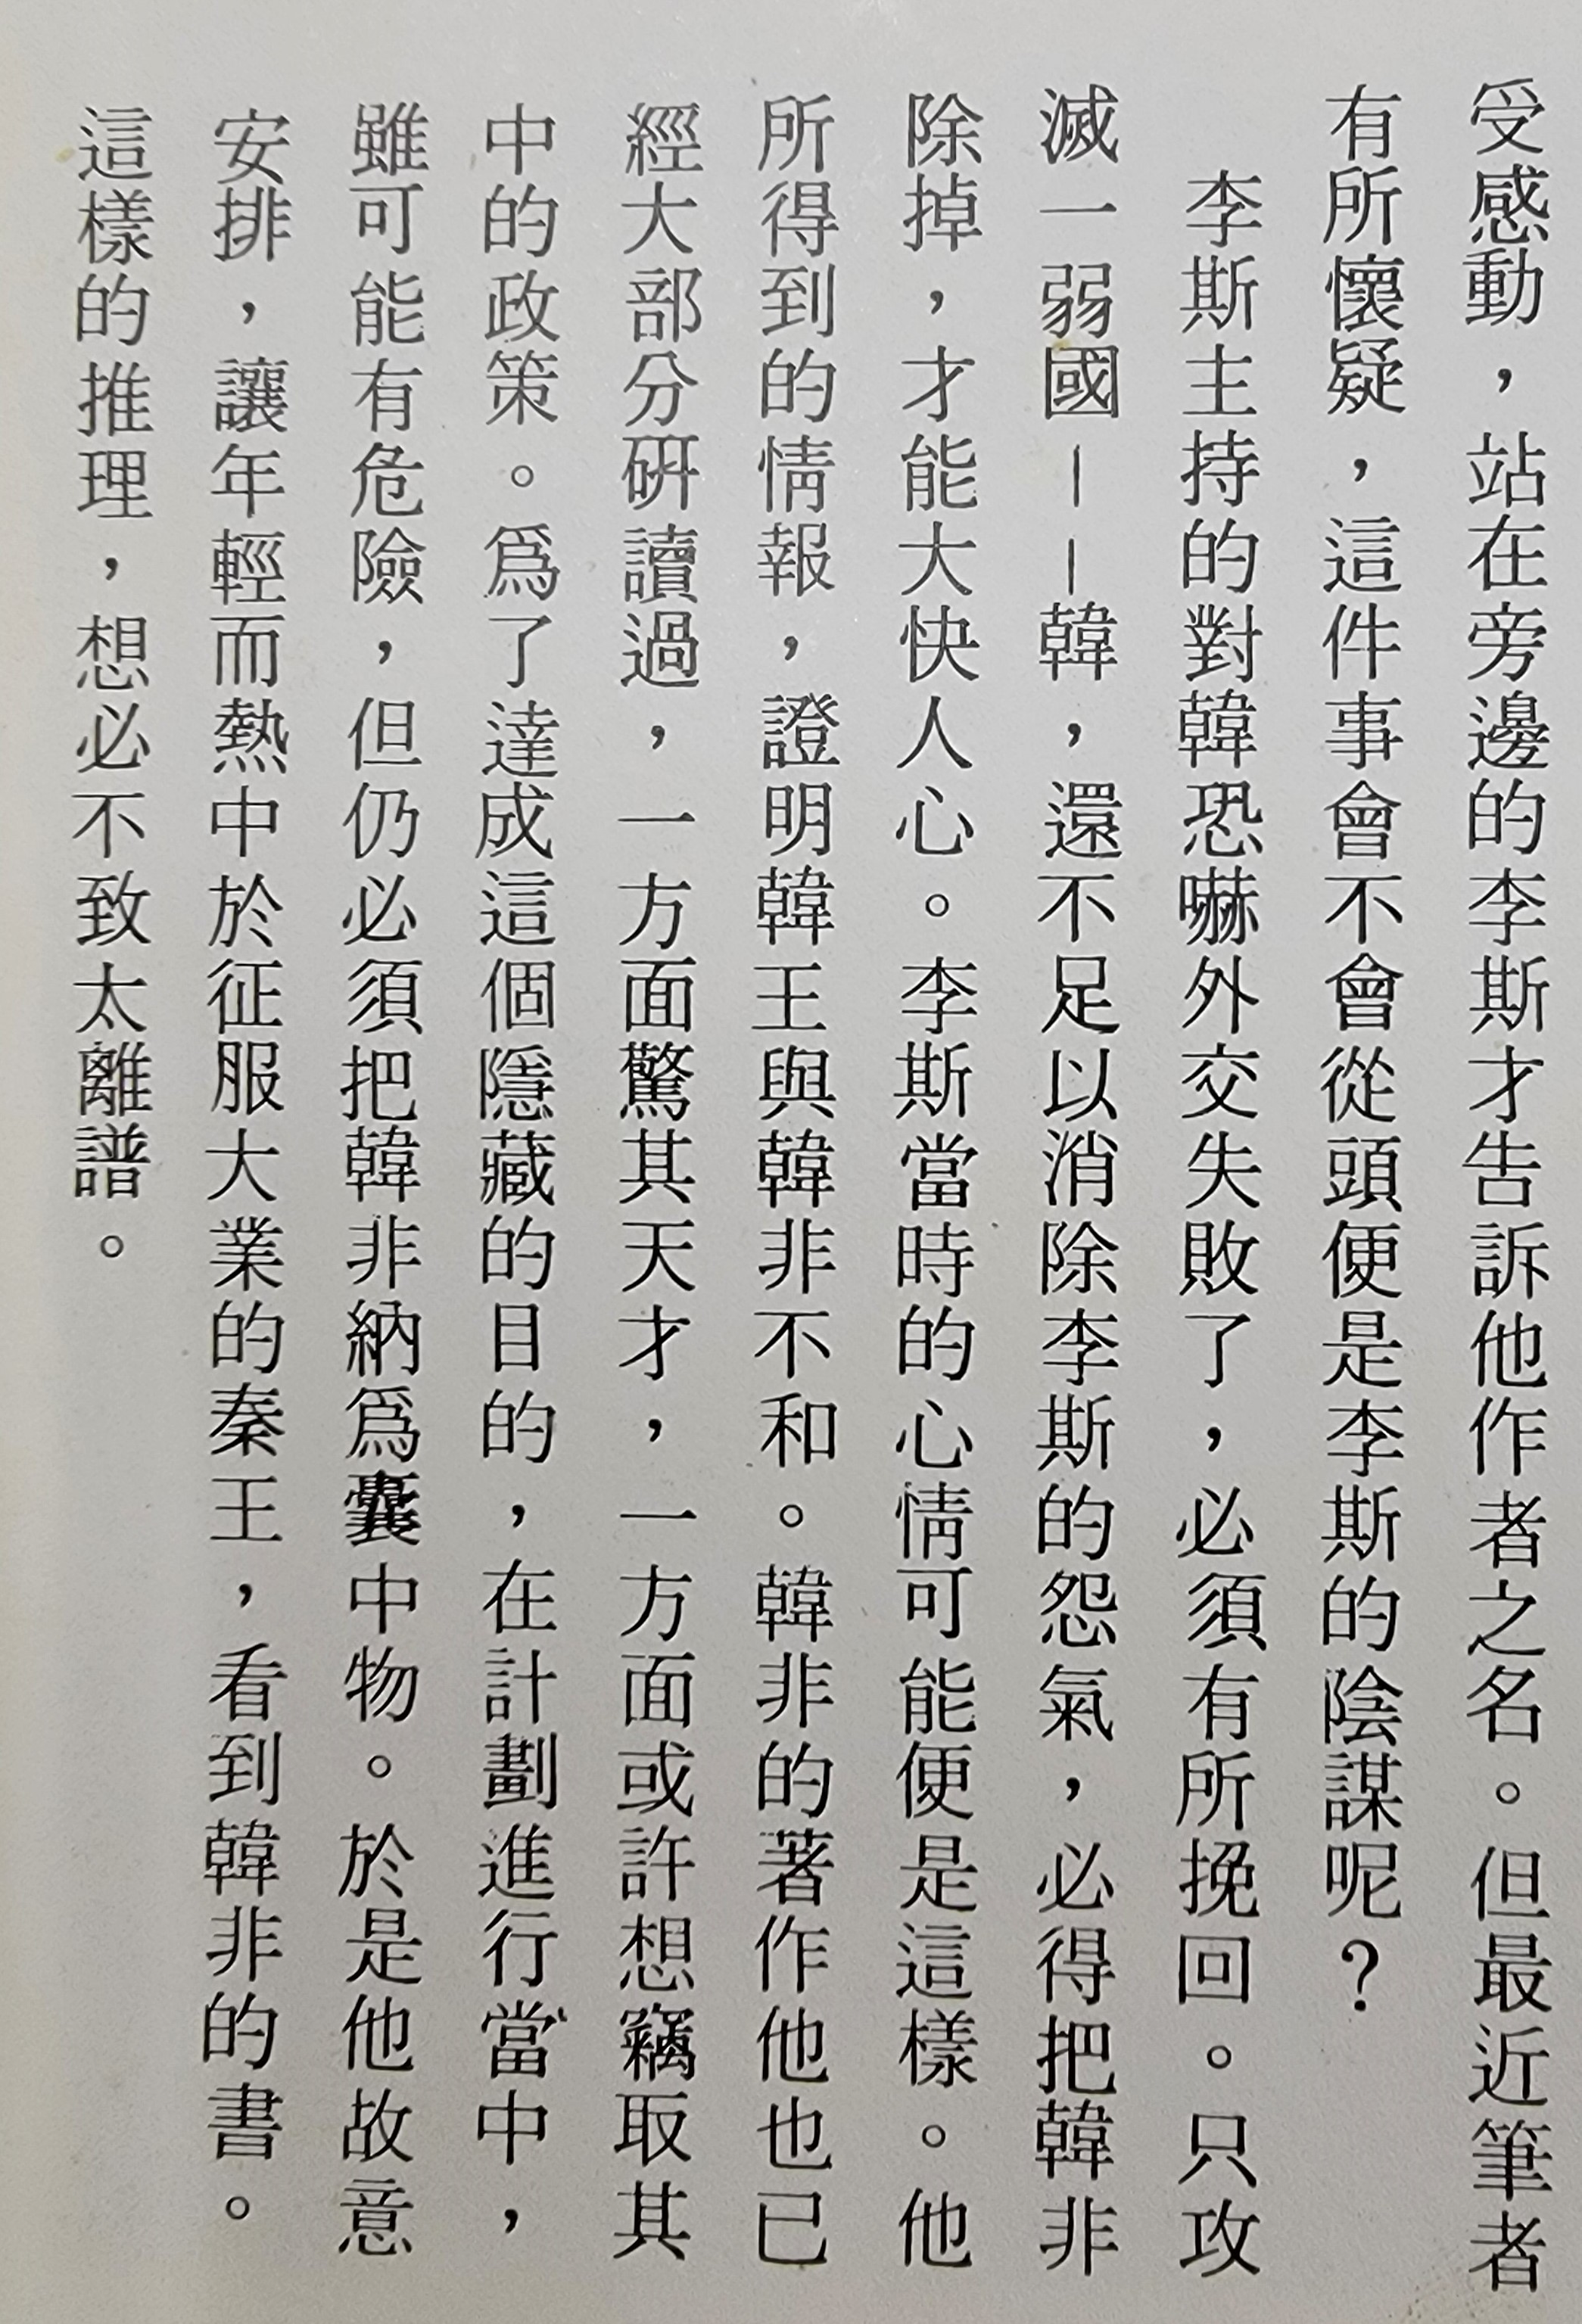 受感動，站在旁邊的李斯才告訴他作者之名。但最近筆者
有所懷疑，這件事會不會從頭便是李斯的陰謀呢？
李斯主持的對韓恐嚇外交失敗了，必須有所挽回。只攻
滅一弱國——韓，還不足以消除李斯的怨氣，必得把韓非
除掉，才能大快人心。李斯當時的心情可能便是這樣。他
所得到的情報，證明韓王與韓非不和。韓非的著作他也已
經大部分研讀過，一方面驚其天才，一方面或許想竊取其
中的政策。爲了達成這個隱藏的目的，在計劃進行當中，
雖可能有危險，但仍必須把韓非納爲囊中物。於是他故意
安排，讓年輕而熱中於征服大業的秦王，看到韓非的書。
這樣的推理，想必不致太離譜。